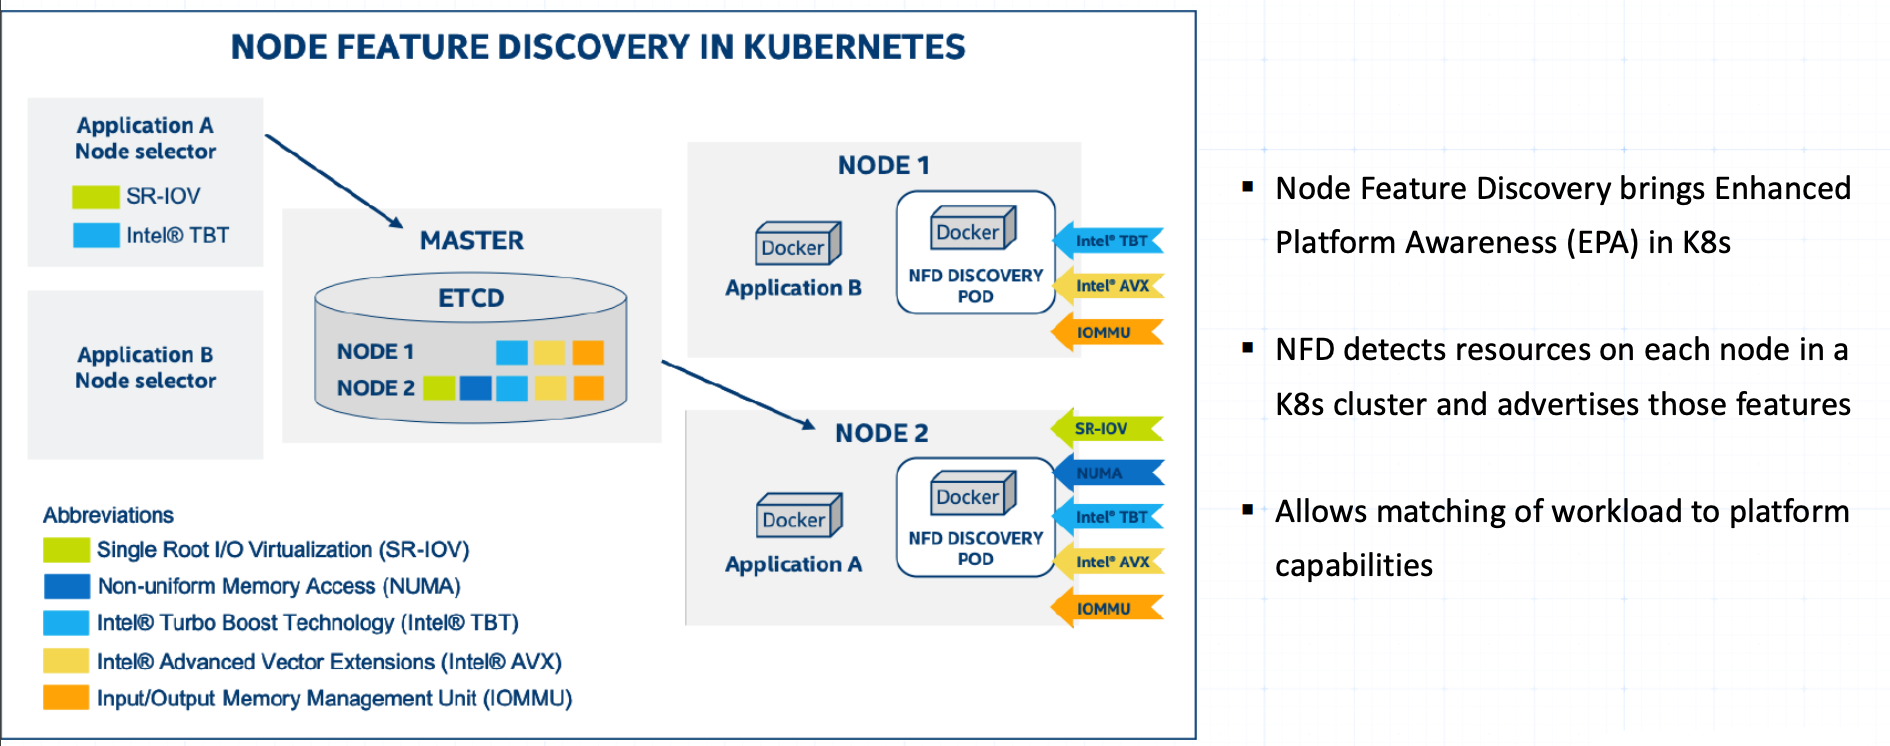 NODE FEATURE DISCOVERY IN KUBERNETES
Application A
Node selector
SR-IOV
Intel® TBT
Application B
Node selector
MASTER
ETCD
NODE 1
NODE 2
NODE 1
Docker
Application B
Docker
NFD DISCOVERY
POD
Intel® TBT
Intel® AVX
IOMMU
NODE 2
Docker
Application A
Docker
NFD DISCOVERY
POD
SR-IOV
NUMA
Intel® TBT
Intel® AVX
IOMMU
Abbreviations
Single Root I/O Virtualization (SR-IOV)
Non-uniform Memory Access (NUMA)
Intel® Turbo Boost Technology (Intel® TBT)
Intel® Advanced Vector Extensions (Intel® AVX)
Input/Output Memory Management Unit (IOMMU)
▪ Node Feature Discovery brings Enhanced
Platform Awareness (EPA) in K8s
▪ NFD detects resources on each node in a
K8s cluster and advertises those features
▪ Allows matching of workload to platform
capabilities